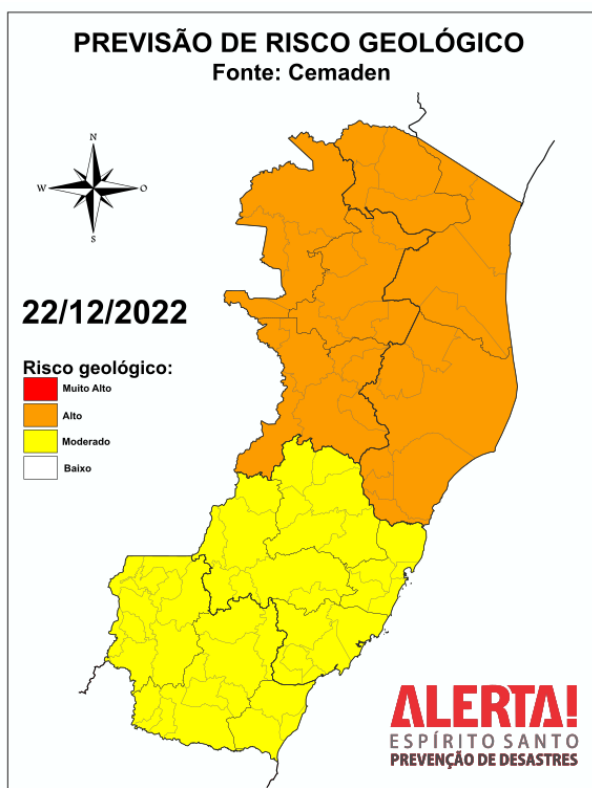 PREVISÃO DE RISCO GEOLÓGICO
Fonte: Cemaden
N
W
O
S
22/12/2022
Risco geológico:
Muito Alto
Alto
Moderado
Baixo
ALERTA!
ESPÍRITO SANTO
PREVENÇÃO DE DESASTRES